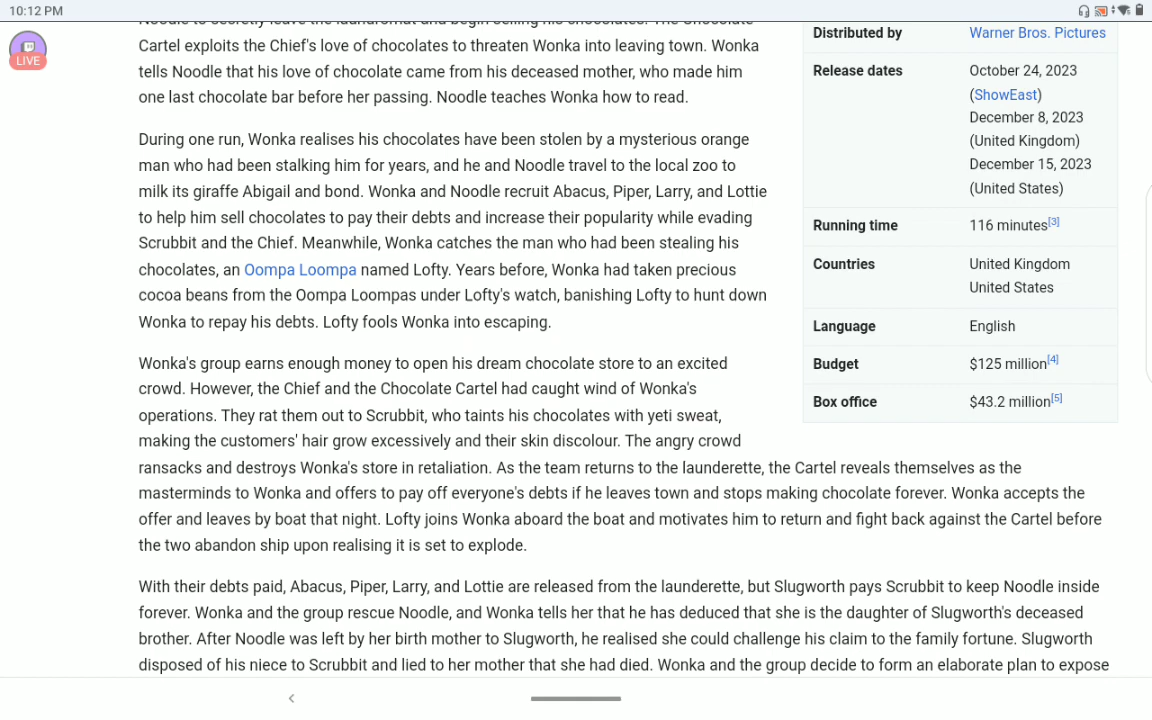 10:12 PM
LIVE
Noodle to secretly leave the laundrette and begin selling his chocolates. The Chocolate
Cartel exploits the Chief's love of chocolates to threaten Wonka into leaving town. Wonka
tells Noodle that his love of chocolate came from his deceased mother, who made him
one last chocolate bar before her passing. Noodle teaches Wonka how to read.
During one run, Wonka realises his chocolates have been stolen by a mysterious orange
man who had been stalking him for years, and he and Noodle travel to the local zoo to
milk its giraffe Abigail and bond. Wonka and Noodle recruit Abacus, Piper, Larry, and Lottie
to help him sell chocolates to pay their debts and increase their popularity while evading
Scrubbit and the Chief. Meanwhile, Wonka catches the man who had been stealing his
chocolates, an Oompa Loompa named Lofty. Years before, Wonka had taken precious
cocoa beans from the Oompa Loompas under Lofty's watch, banishing Lofty to hunt down
Wonka to repay his debts. Lofty fools Wonka into escaping.
Wonka's group earns enough money to open his dream chocolate store to an excited
crowd. However, the Chief and the Chocolate Cartel had caught wind of Wonka's
operations. They rat them out to Scrubbit, who taints his chocolates with yeti sweat,
making the customers' hair grow excessively and their skin discolour. The angry crowd
ransacks and destroys Wonka's store in retaliation. As the team returns to the launderette, the Cartel reveals themselves as the
masterminds to Wonka and offers to pay off everyone's debts if he leaves town and stops making chocolate forever. Wonka accepts the
offer and leaves by boat that night. Lofty joins Wonka aboard the boat and motivates him to return and fight back against the Cartel before
the two abandon ship upon realising it is set to explode.
With their debts paid, Abacus, Piper, Larry, and Lottie are released from the launderette, but Slugworth pays Scrubbit to keep Noodle inside
forever. Wonka and the group rescue Noodle, and Wonka tells her that he has deduced that she is the daughter of Slugworth's deceased
brother. After Noodle was left by her birth mother to Slugworth, he realised she could challenge his claim to the family fortune. Slugworth
disposed of his niece to Scrubbit and lied to her mother that she had died. Wonka and the group decide to form an elaborate plan to expose
Distributed by Warner Bros. Pictures
Release dates October 24, 2023
(ShowEast)
December 8, 2023
(United Kingdom)
December 15, 2023
(United States)
Running time 116 minutes[3]
Countries United Kingdom
United States
Language English
Budget $125 million[4]
Box office $43.2 million[5]